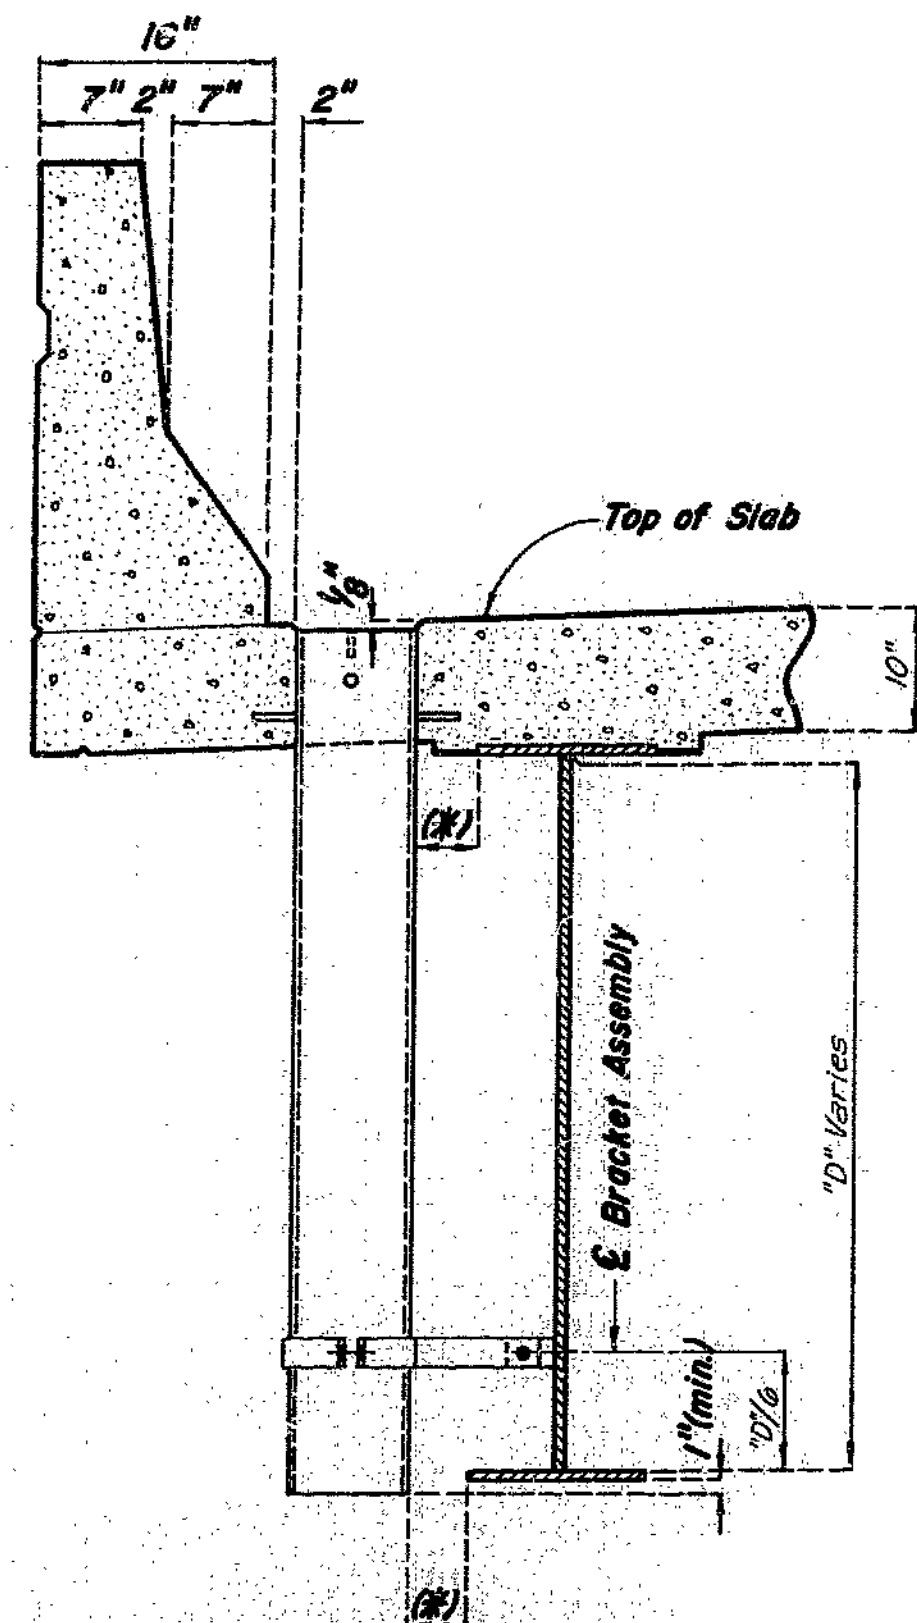 16"
7" 2" 7" 2"
Top of Slab
1/8"
10"
(*)
℄ Bracket Assembly
"D" Varies
1"(min.)
"D"/6
(*)